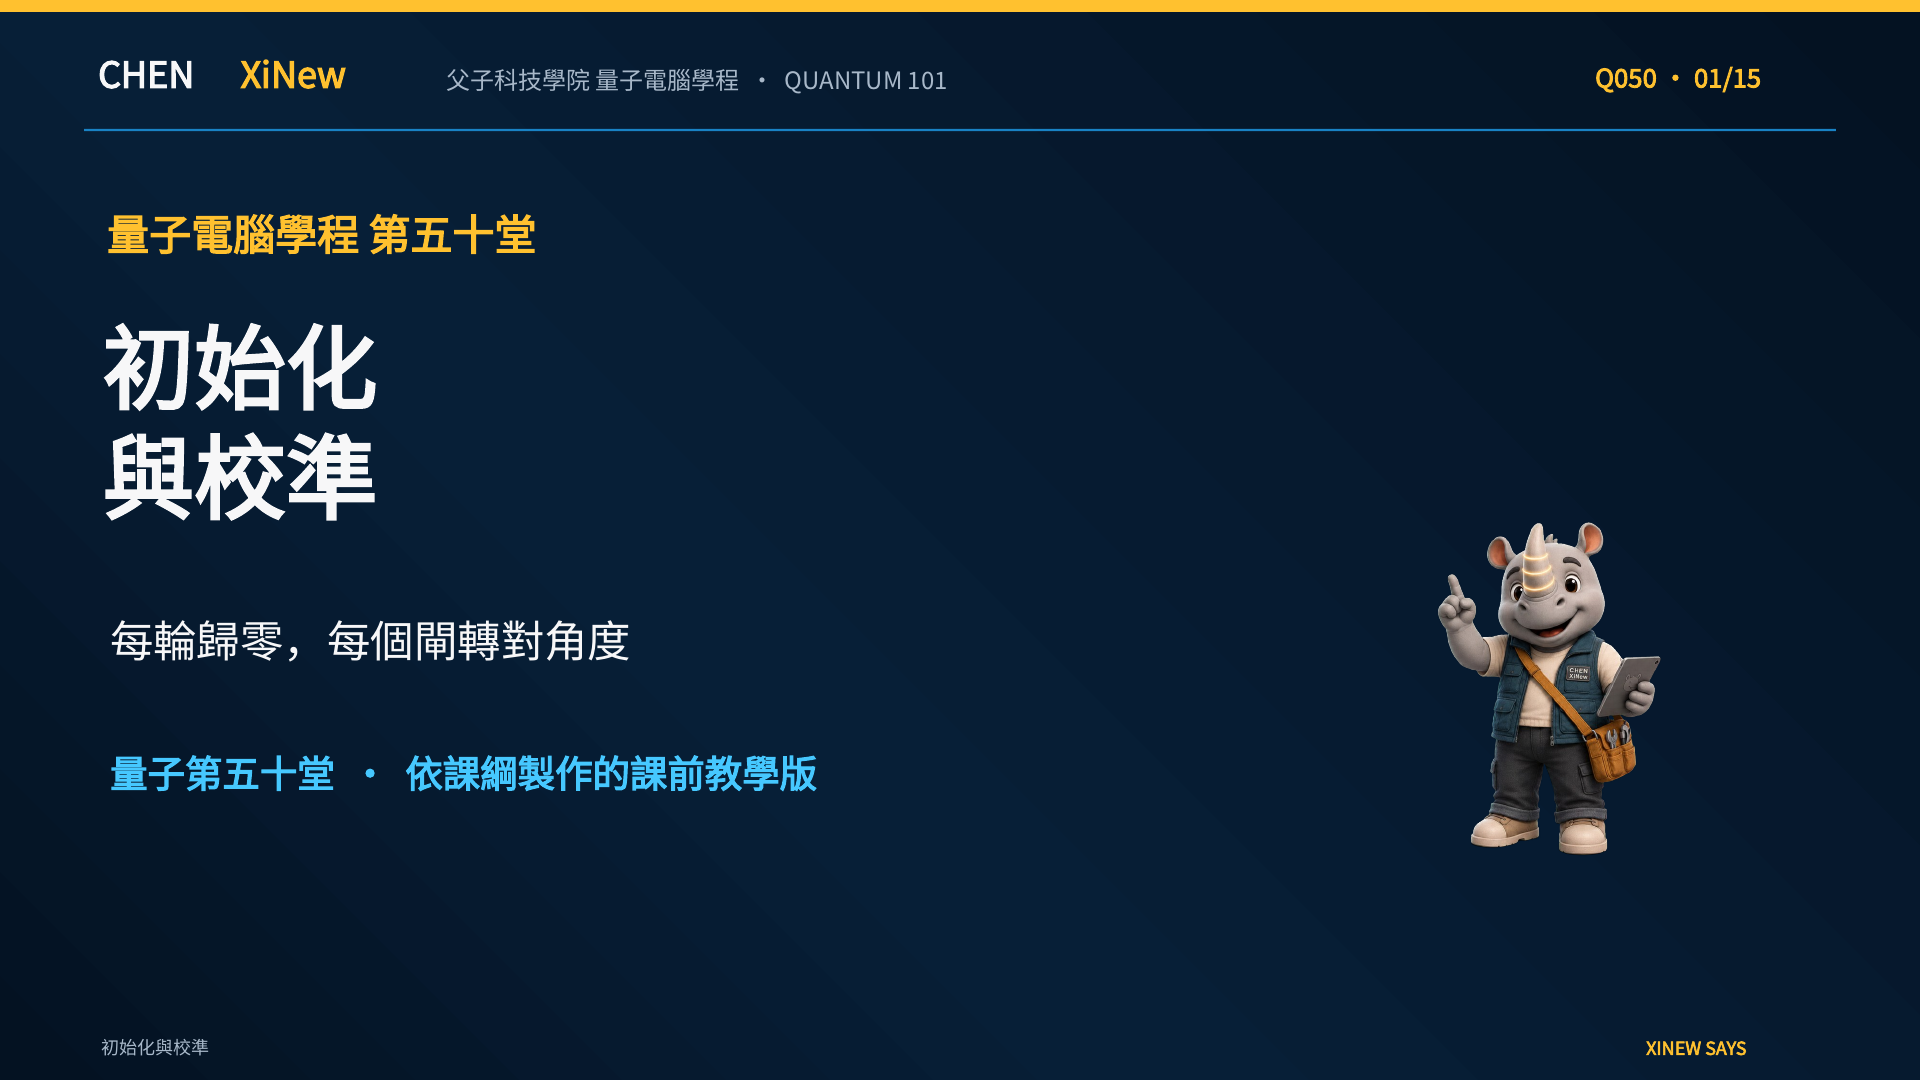 CHEN XiNew 父子科技學院 量子電腦學程 • QUANTUM 101 Q050 • 01/15
量子電腦學程 第五十堂
初始化
與校準
每輪歸零，每個閘轉對角度
量子第五十堂 • 依課綱製作的課前教學版
CHEN
XiNew
初始化與校準 XINEW SAYS